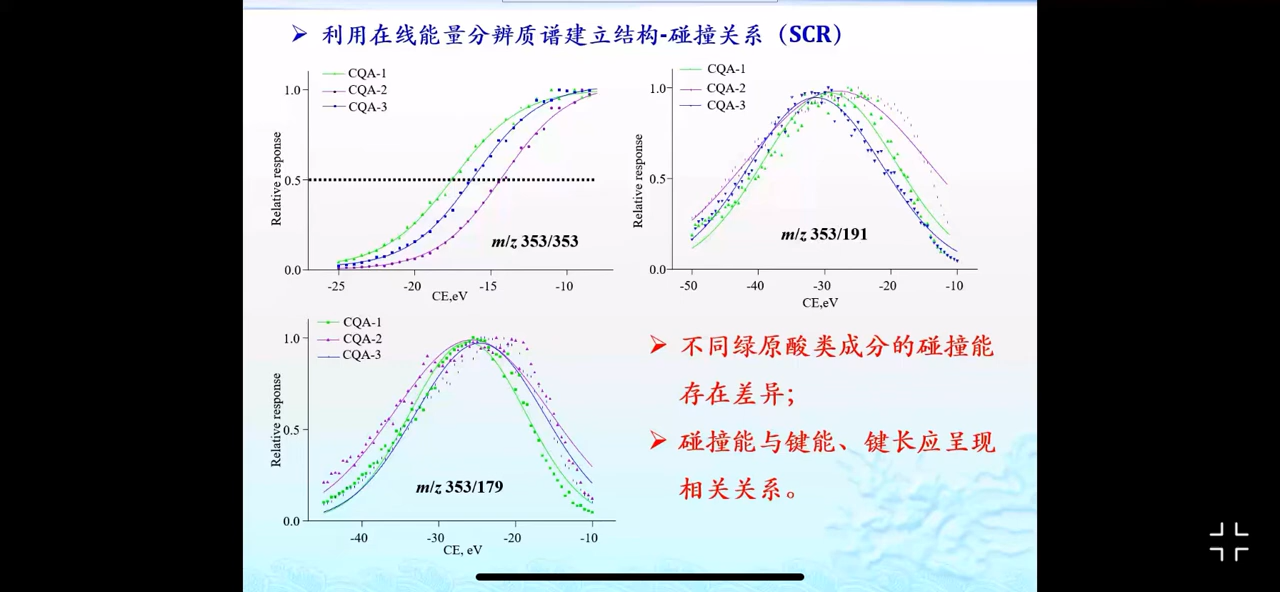 ➢ 利用在线能量分辨质谱建立结构-碰撞关系（SCR）
CQA-1
CQA-2
CQA-3
1.0
0.5
0.0
Relative response
m/z 353/353
-25
-20
-15
-10
CE,eV
CQA-1
CQA-2
CQA-3
1.0
0.5
0.0
Relative response
m/z 353/191
-50
-40
-30
-20
-10
CE,eV
CQA-1
CQA-2
CQA-3
1.0
0.5
0.0
Relative response
m/z 353/179
-40
-30
-20
-10
CE, eV
➢ 不同绿原酸类成分的碰撞能
存在差异；
➢ 碰撞能与键能、键长应呈现
相关关系。